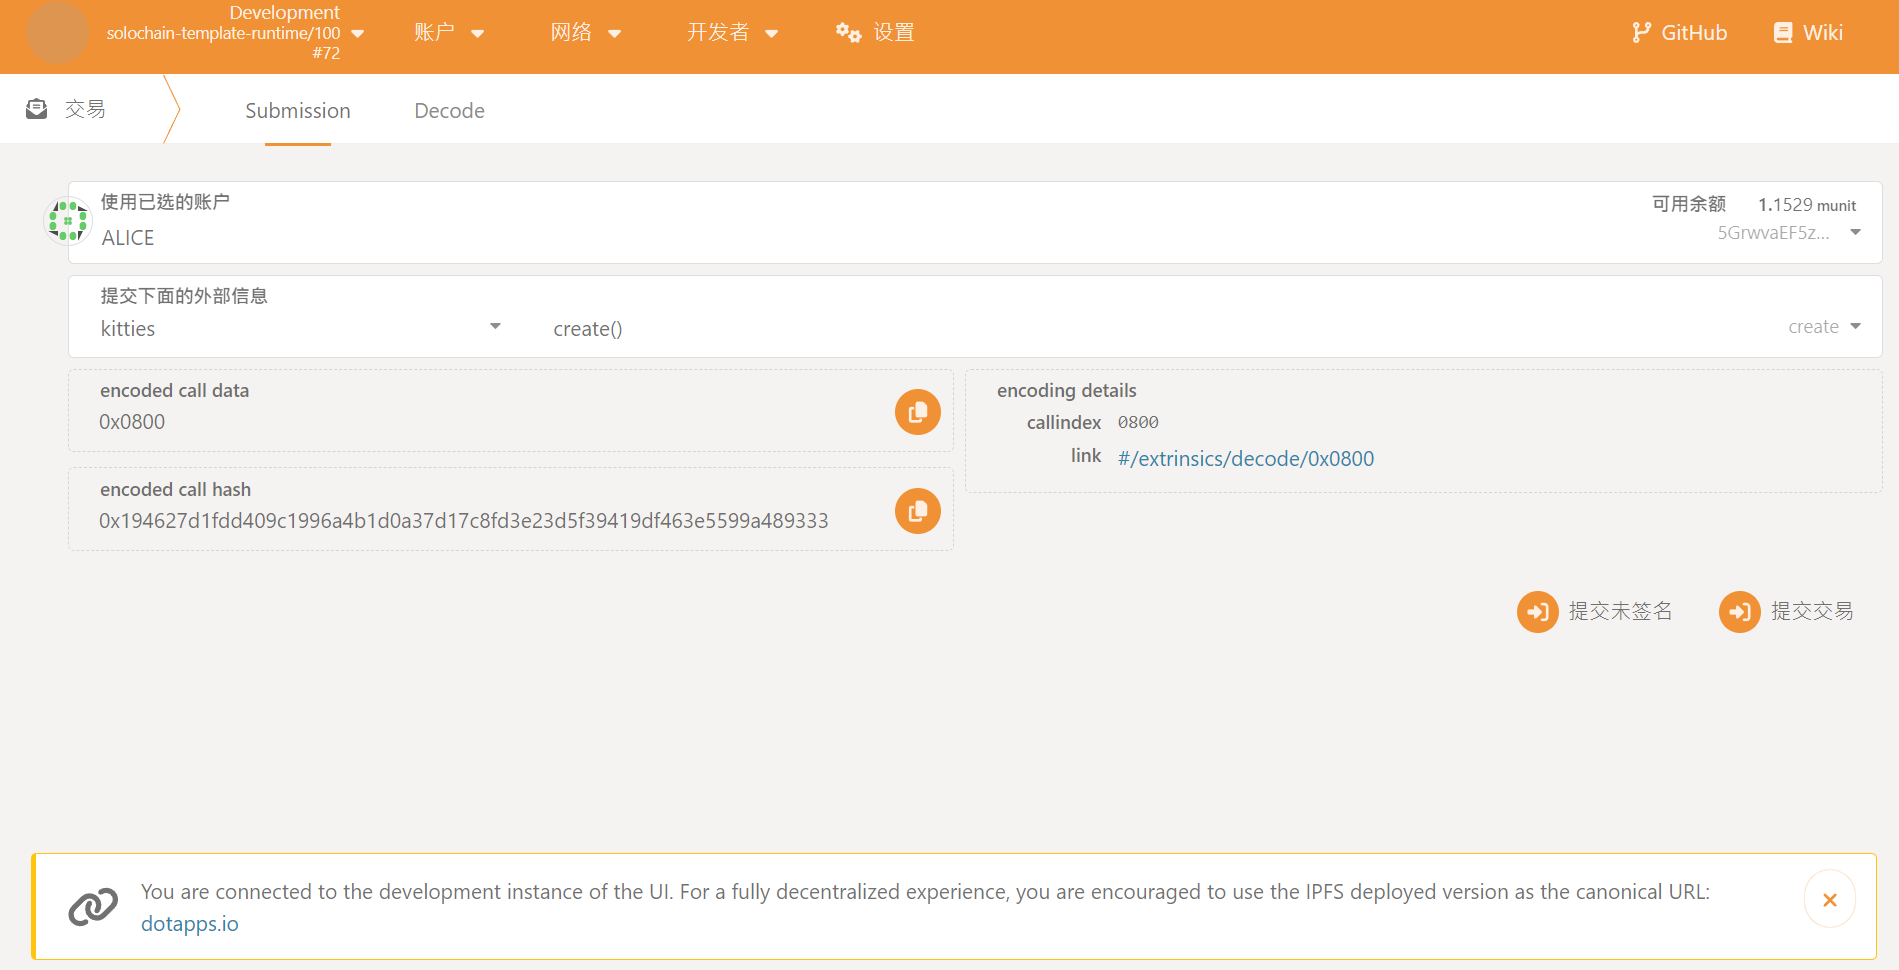 Development
solochain-template-runtime/100
#72
账户
网络
开发者
设置
GitHub
Wiki
交易
Submission
Decode
使用已选的账户
ALICE
可用余额 1.1529 munit
5GrwvaEF5z...
提交下面的外部信息
kitties
create()
create
encoded call data
0x0800
encoding details
callindex 0800
link #/extrinsics/decode/0x0800
encoded call hash
0x194627d1fdd409c1996a4b1d0a37d17c8fd3e23d5f39419df463e5599a489333
提交未签名
提交交易
You are connected to the development instance of the UI. For a fully decentralized experience, you are encouraged to use the IPFS deployed version as the canonical URL:
dotapps.io